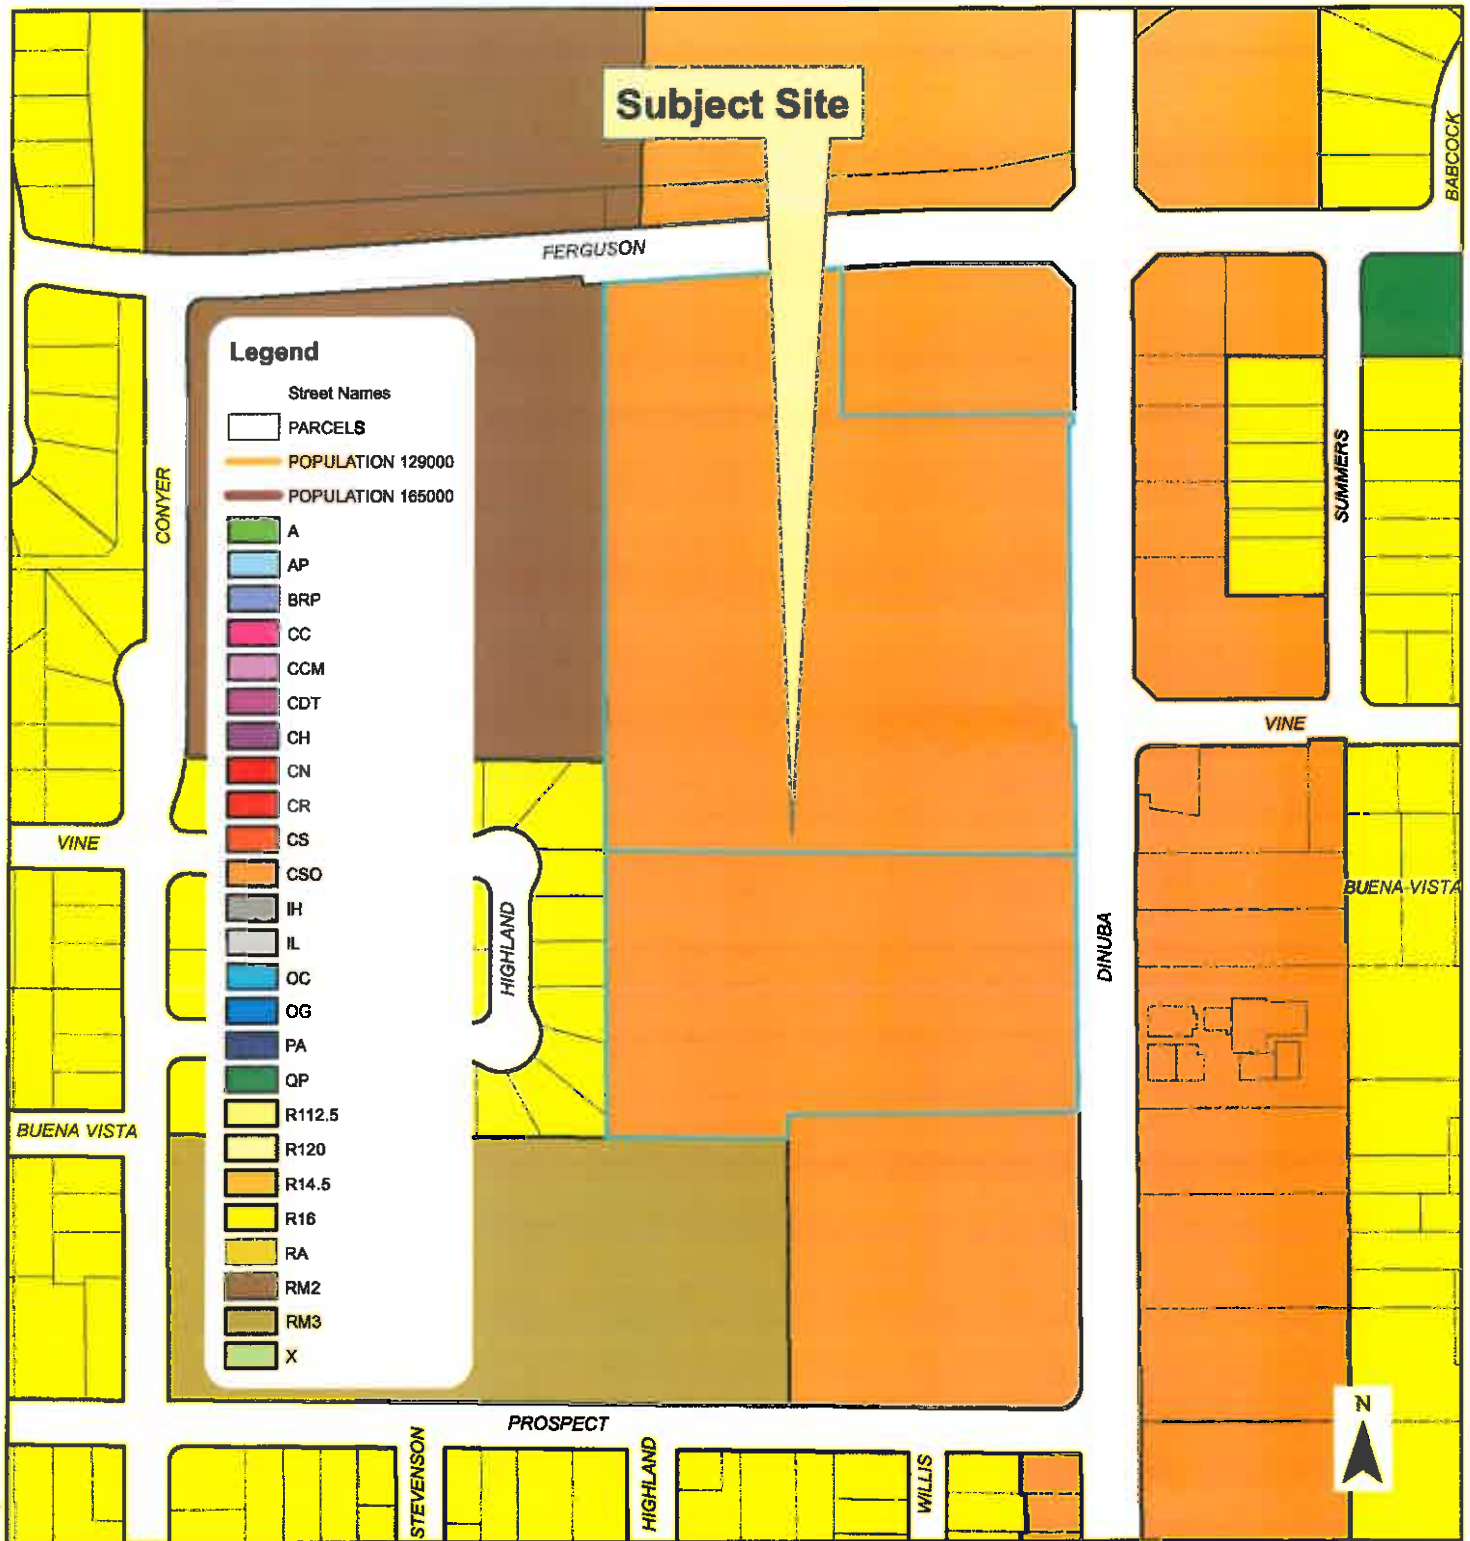 Subject Site
BABCOCK
FERGUSON
Legend
Street Names
PARCELS
POPULATION 129000
POPULATION 165000
A
AP
BRP
CC
CCM
CDT
CH
CN
CR
CS
CSO
IH
IL
OC
OG
PA
QP
R112.5
R120
R14.5
R16
RA
RM2
RM3
X
CONYER
SUMMERS
VINE
VINE
BUENA VISTA
HIGHLAND
DINUBA
BUENA VISTA
N
PROSPECT
STEVENSON
HIGHLAND
WILLIS